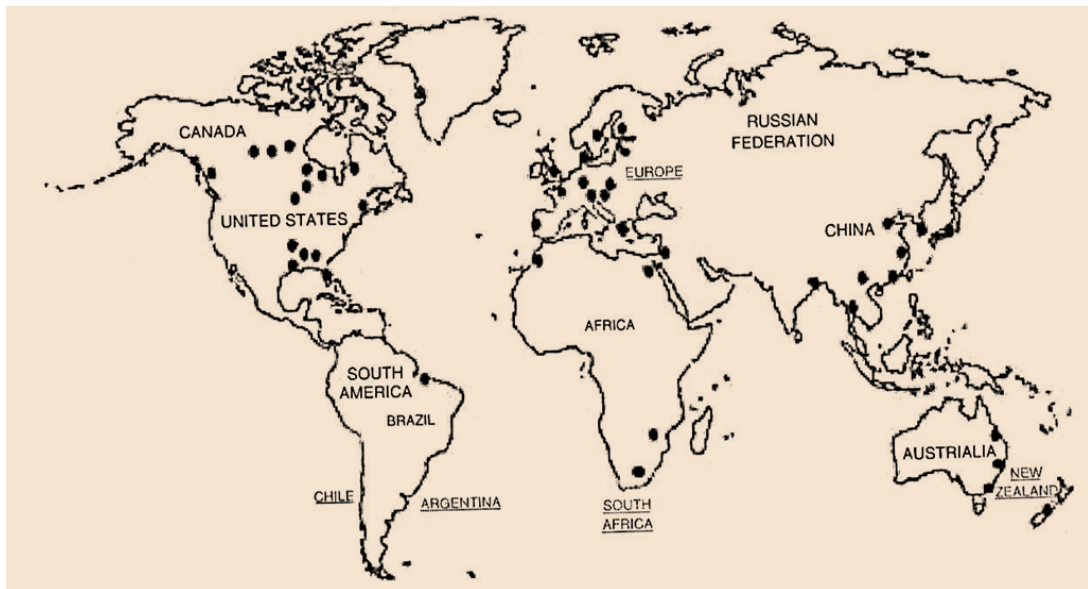 CANADA
RUSSIAN
FEDERATION
EUROPE
UNITED STATES
CHINA
AFRICA
SOUTH
AMERICA
BRAZIL
AUSTRIALIA
NEW
ZEALAND
CHILE
ARGENTINA
SOUTH
AFRICA